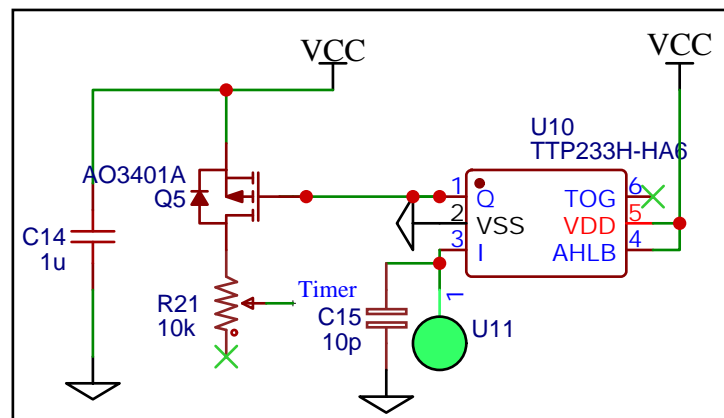 VCC
VCC
U10
TTP233H-HA6
AO3401A
Q5
1 Q TOG 6
2 VSS VDD 5
3 I AHLB 4
C14
1u
R21
10k
Timer
C15
10p
1
U11